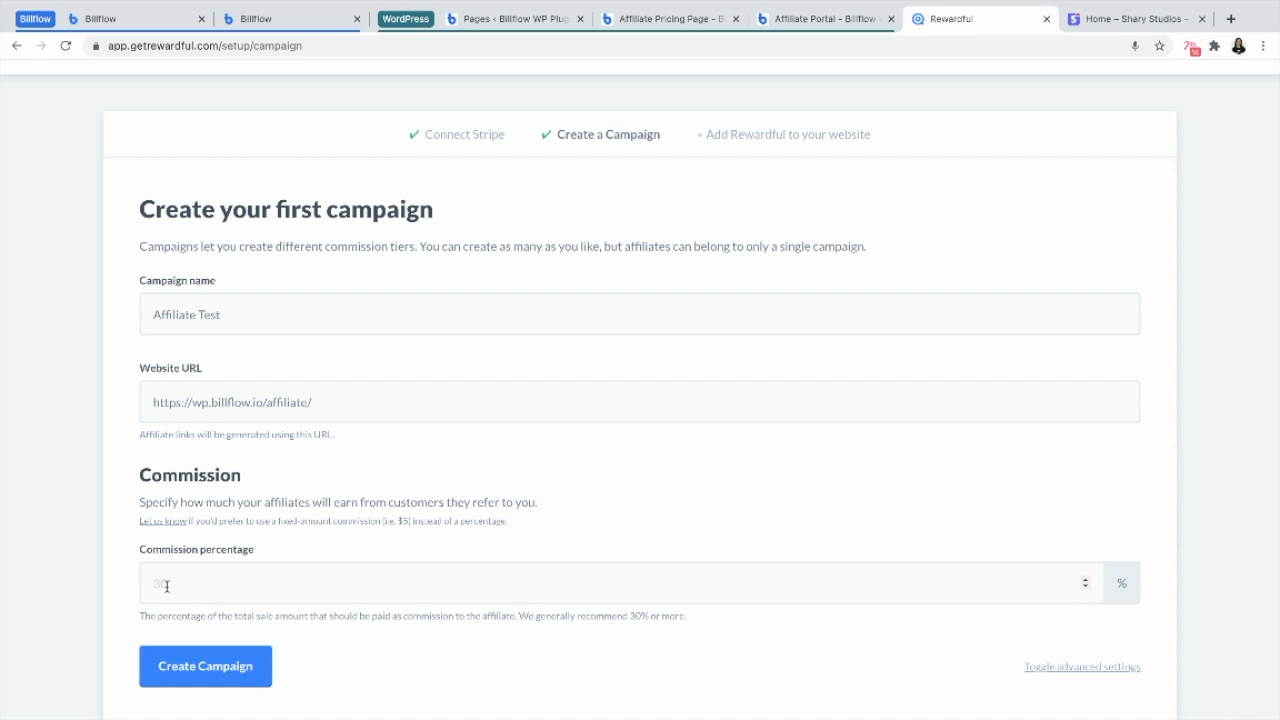 Billflow Billflow Billflow WordPress Pages ‹ Billflow WP Plug Affiliate Pricing Page - B Affiliate Portal - Billflow Rewardful Home – Shary Studios –
app.getrewardful.com/setup/campaign
✔ Connect Stripe ✔ Create a Campaign Add Rewardful to your website
Create your first campaign
Campaigns let you create different commission tiers. You can create as many as you like, but affiliates can belong to only a single campaign.
Campaign name
Affiliate Test
Website URL
https://wp.billflow.io/affiliate/
Affiliate links will be generated using this URL.
Commission
Specify how much your affiliates will earn from customers they refer to you.
Let us know if you'd prefer to use a fixed-amount commission (i.e. $5) instead of a percentage.
Commission percentage
30 %
The percentage of the total sale amount that should be paid as commission to the affiliate. We generally recommend 30% or more.
Create Campaign Toggle advanced settings